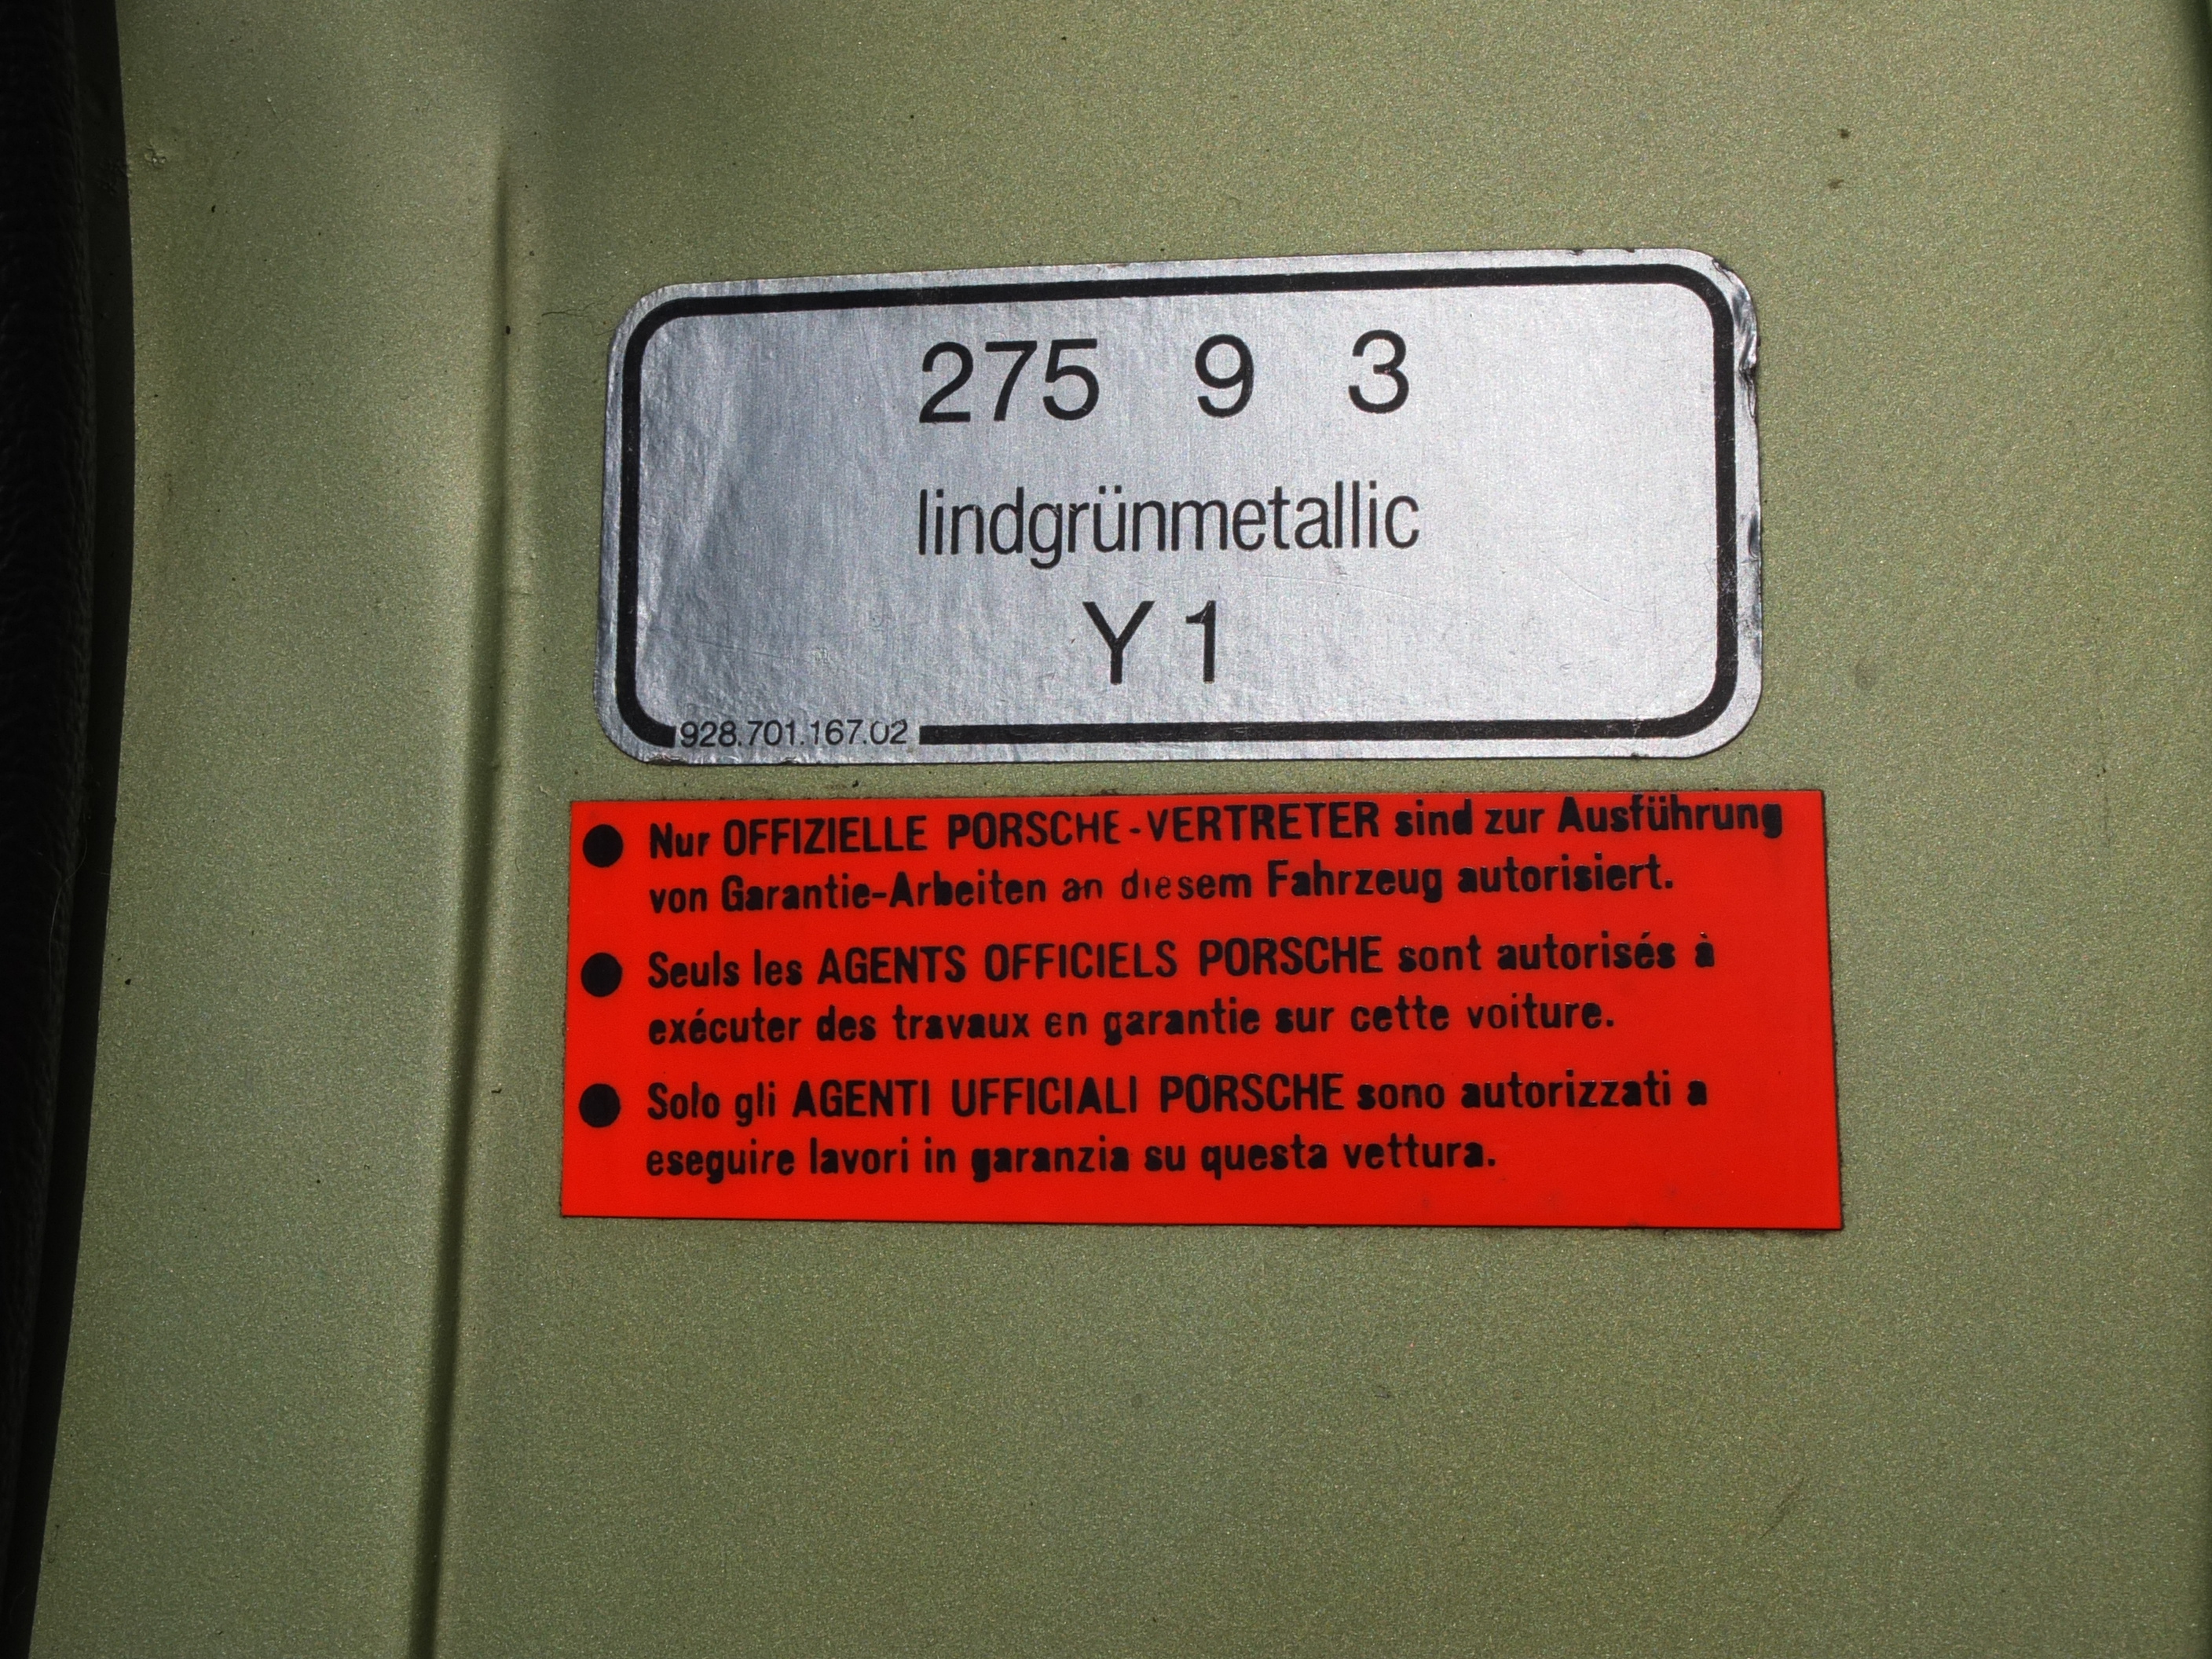 275 9 3
lindgrünmetallic
Y 1
928.701.167.02
● Nur OFFIZIELLE PORSCHE-VERTRETER sind zur Ausführung
von Garantie-Arbeiten an diesem Fahrzeug autorisiert.
● Seuls les AGENTS OFFICIELS PORSCHE sont autorisés à
exécuter des travaux en garantie sur cette voiture.
● Solo gli AGENTI UFFICIALI PORSCHE sono autorizzati a
eseguire lavori in garanzia su questa vettura.